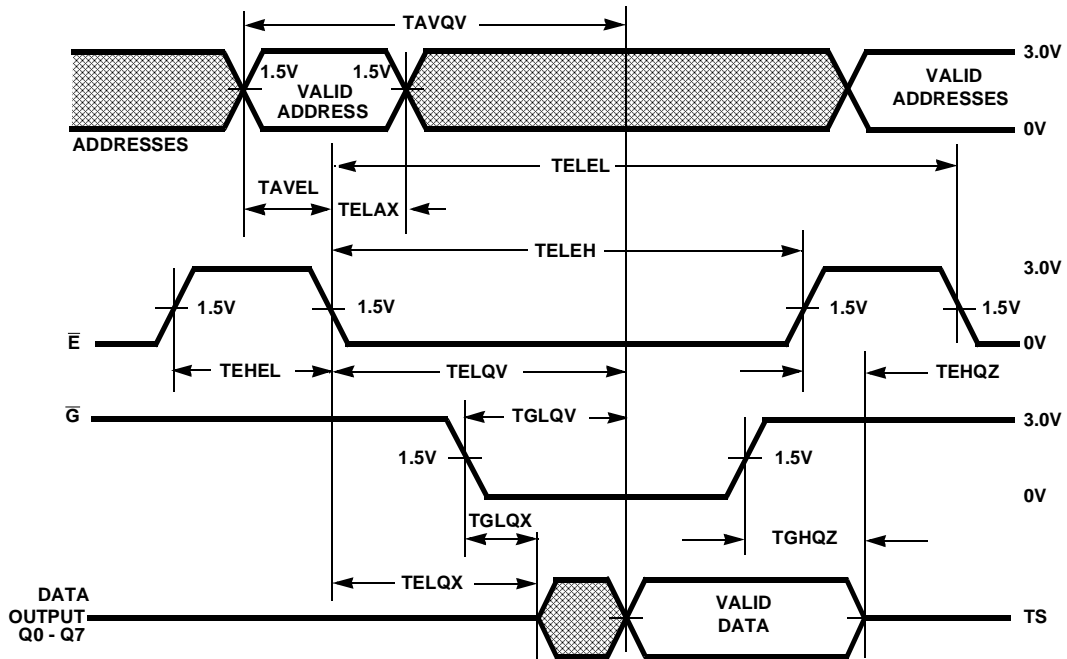 TAVQV
3.0V
1.5V 1.5V
VALID
ADDRESS
VALID
ADDRESSES
ADDRESSES
0V
TELEL
TAVEL
TELAX
TELEH
3.0V
1.5V 1.5V 1.5V 1.5V
E
0V
TEHEL TELQV TEHQZ
G
TGLQV
3.0V
1.5V 1.5V
0V
TGLQX
TGHQZ
TELQX
DATA
OUTPUT
Q0 - Q7
VALID
DATA
TS